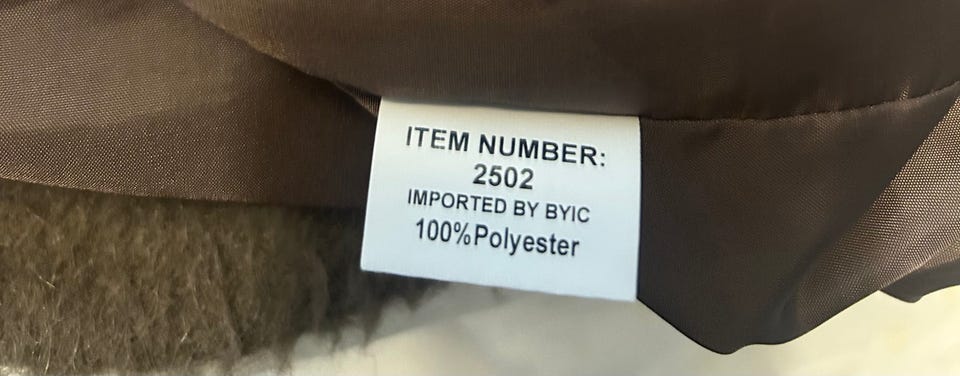 ITEM NUMBER:
2502
IMPORTED BY BYIC
100%Polyester